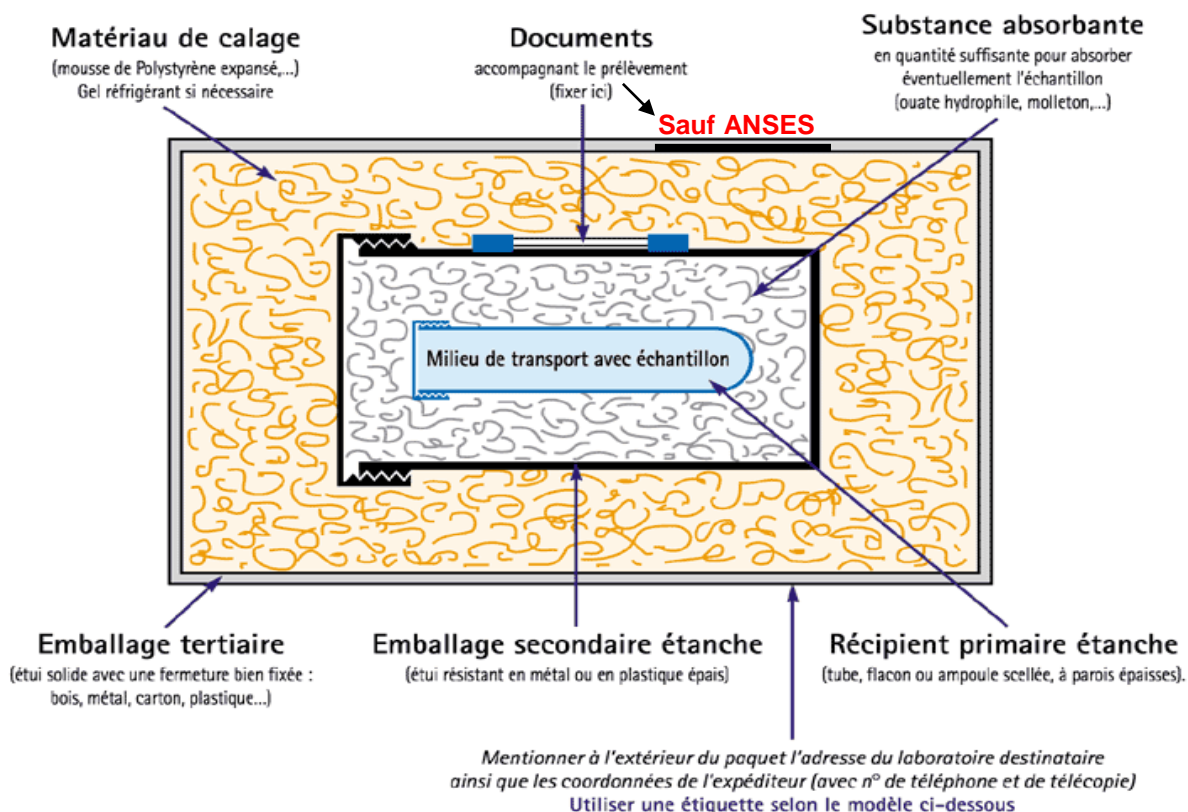 Matériau de calage
(mousse de Polystyrène expansé,...)
Gel réfrigérant si nécessaire
Documents
accompagnant le prélèvement
(fixer ici)
Sauf ANSES
Substance absorbante
en quantité suffisante pour absorber
éventuellement l'échantillon
(ouate hydrophile, molleton,...)
Milieu de transport avec échantillon
Emballage tertiaire
(étui solide avec une fermeture bien fixée :
bois, métal, carton, plastique...)
Emballage secondaire étanche
(étui résistant en métal ou en plastique épais)
Récipient primaire étanche
(tube, flacon ou ampoule scellée, à parois épaisses).
Mentionner à l'extérieur du paquet l'adresse du laboratoire destinataire
ainsi que les coordonnées de l'expéditeur (avec n° de téléphone et de télécopie)
Utiliser une étiquette selon le modèle ci-dessous